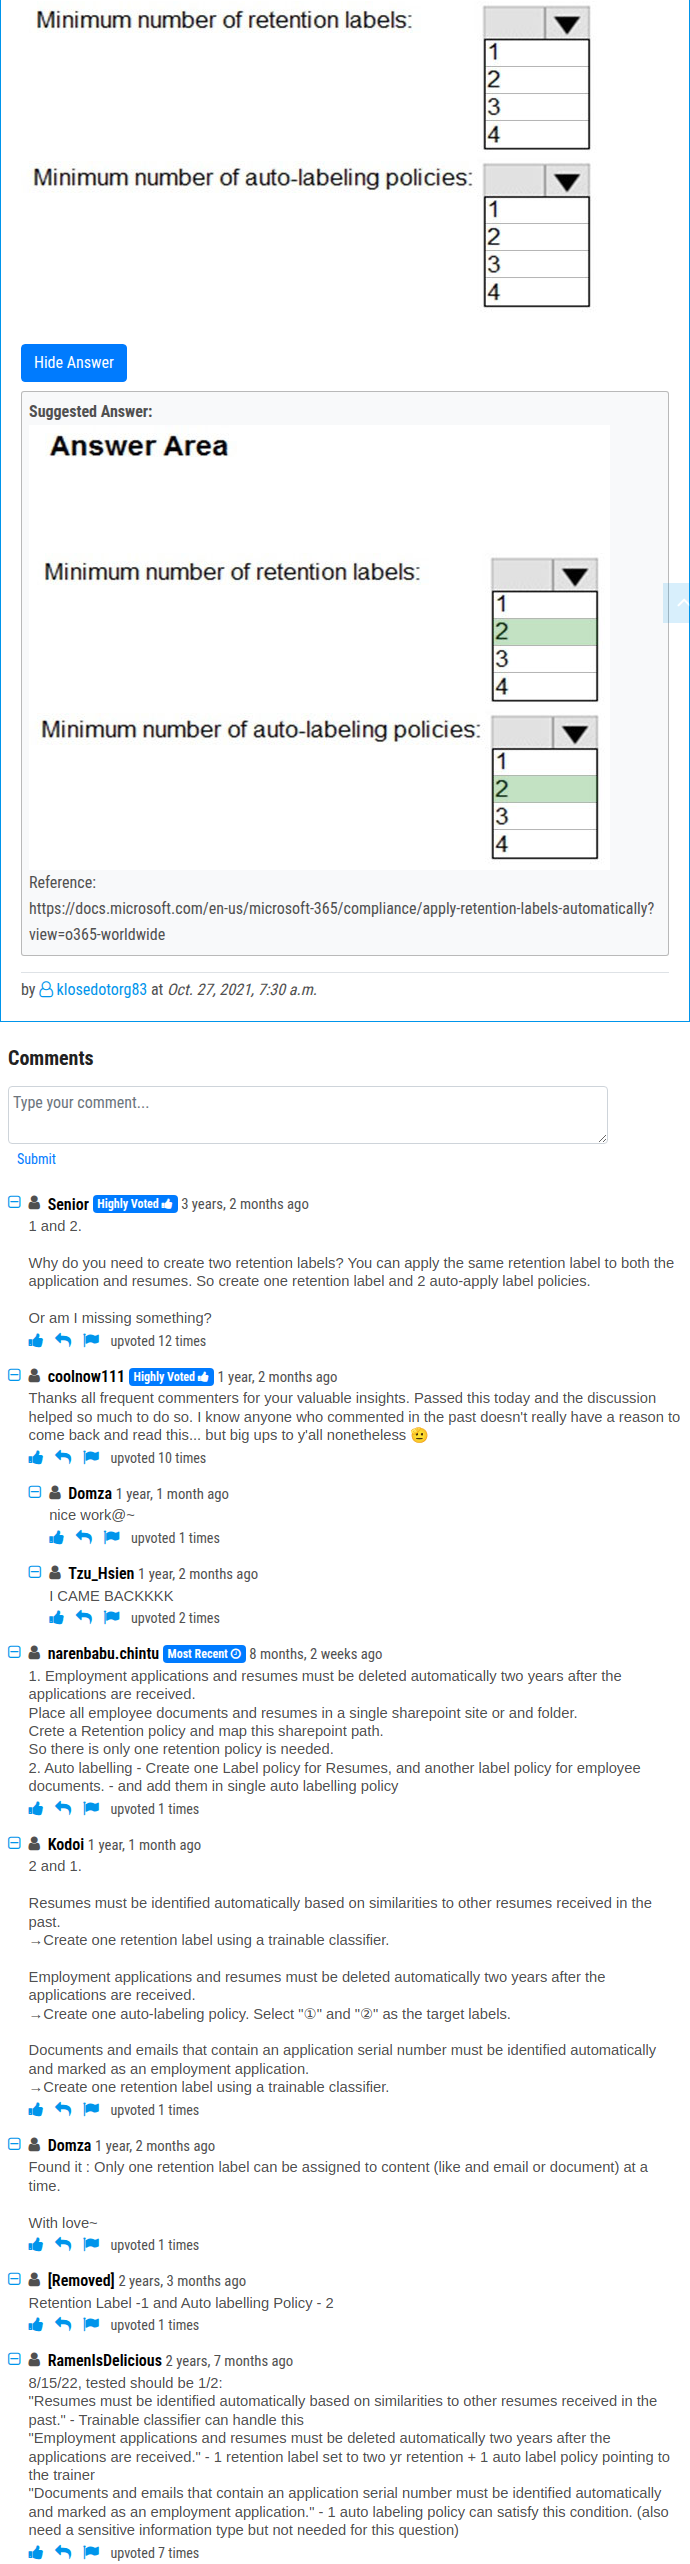 Minimum number of retention labels:
1
2
3
4
Minimum number of auto-labeling policies:
1
2
3
4
Hide Answer
Suggested Answer:
Answer Area
Minimum number of retention labels:
1
2
3
4
Minimum number of auto-labeling policies:
1
2
3
4
Reference:
https://docs.microsoft.com/en-us/microsoft-365/compliance/apply-retention-labels-automatically?
view=o365-worldwide
by klosedotorg83 at Oct. 27, 2021, 7:30 a.m.
Comments
Type your comment...
Submit
Senior Highly Voted 3 years, 2 months ago
1 and 2.
Why do you need to create two retention labels? You can apply the same retention label to both the
application and resumes. So create one retention label and 2 auto-apply label policies.
Or am I missing something?
upvoted 12 times
coolnow111 Highly Voted 1 year, 2 months ago
Thanks all frequent commenters for your valuable insights. Passed this today and the discussion
helped so much to do so. I know anyone who commented in the past doesn't really have a reason to
come back and read this... but big ups to y'all nonetheless 🫡
upvoted 10 times
Domza 1 year, 1 month ago
nice work@~
upvoted 1 times
Tzu_Hsien 1 year, 2 months ago
I CAME BACKKKK
upvoted 2 times
narenbabu.chintu Most Recent 8 months, 2 weeks ago
1. Employment applications and resumes must be deleted automatically two years after the
applications are received.
Place all employee documents and resumes in a single sharepoint site or and folder.
Crete a Retention policy and map this sharepoint path.
So there is only one retention policy is needed.
2. Auto labelling - Create one Label policy for Resumes, and another label policy for employee
documents. - and add them in single auto labelling policy
upvoted 1 times
Kodoi 1 year, 1 month ago
2 and 1.
Resumes must be identified automatically based on similarities to other resumes received in the
past.
→Create one retention label using a trainable classifier.
Employment applications and resumes must be deleted automatically two years after the
applications are received.
→Create one auto-labeling policy. Select "①" and "②" as the target labels.
Documents and emails that contain an application serial number must be identified automatically
and marked as an employment application.
→Create one retention label using a trainable classifier.
upvoted 1 times
Domza 1 year, 2 months ago
Found it : Only one retention label can be assigned to content (like and email or document) at a
time.
With love~
upvoted 1 times
[Removed] 2 years, 3 months ago
Retention Label -1 and Auto labelling Policy - 2
upvoted 1 times
RamenIsDelicious 2 years, 7 months ago
8/15/22, tested should be 1/2:
"Resumes must be identified automatically based on similarities to other resumes received in the
past." - Trainable classifier can handle this
"Employment applications and resumes must be deleted automatically two years after the
applications are received." - 1 retention label set to two yr retention + 1 auto label policy pointing to
the trainer
"Documents and emails that contain an application serial number must be identified automatically
and marked as an employment application." - 1 auto labeling policy can satisfy this condition. (also
need a sensitive information type but not needed for this question)
upvoted 7 times